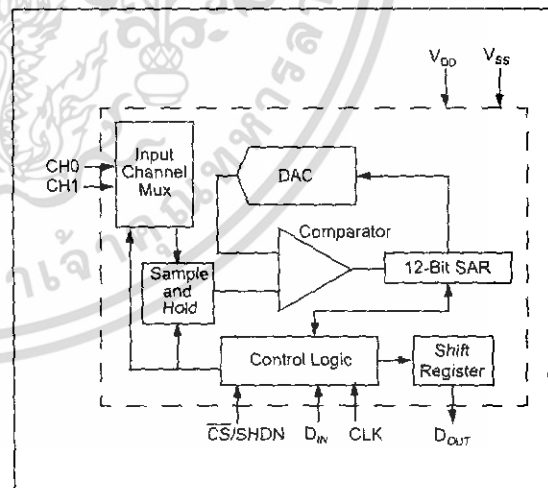 V_DD V_SS
CH0
CH1
Input
Channel
Mux
DAC
Comparator
Sample
and
Hold
12-Bit SAR
Control Logic
Shift
Register
C̅S̅/SHDN D_IN CLK D_OUT